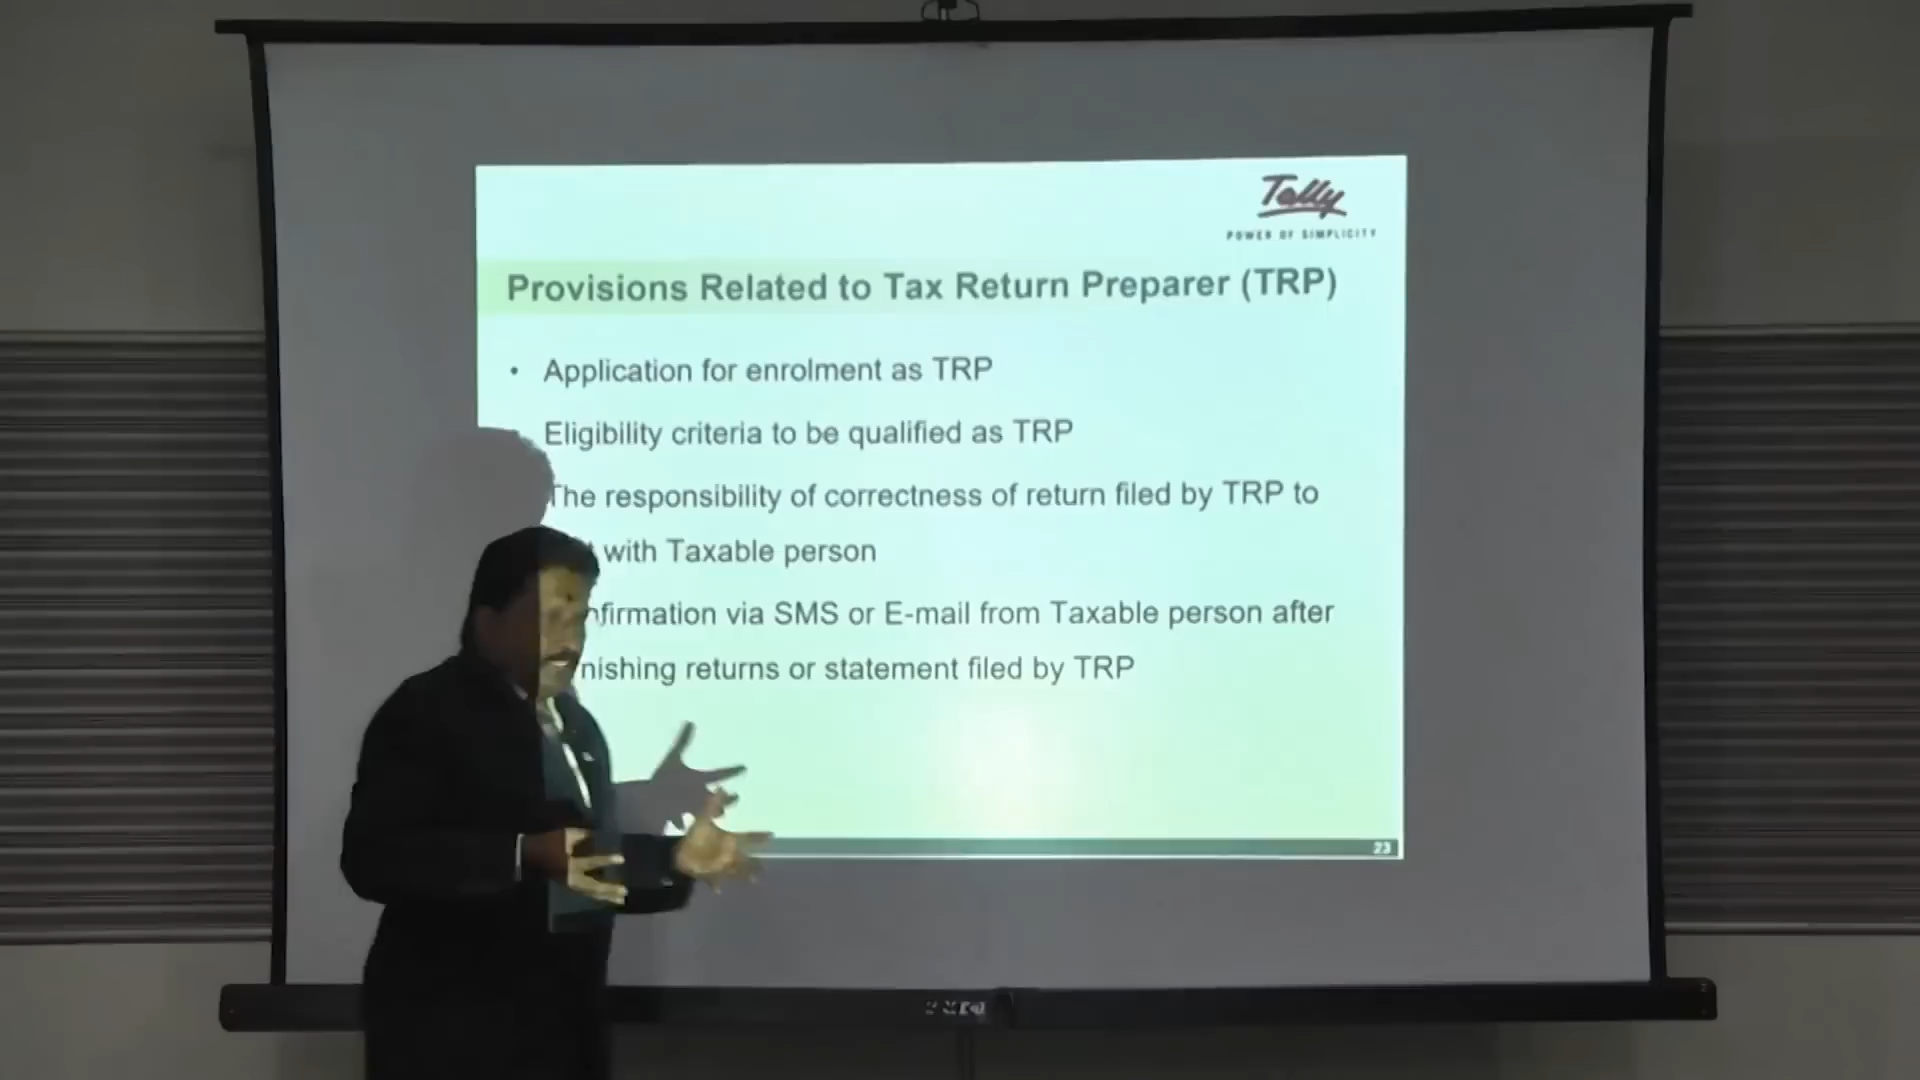 Tally
POWER OF SIMPLICITY
Provisions Related to Tax Return Preparer (TRP)
• Application for enrolment as TRP
Eligibility criteria to be qualified as TRP
The responsibility of correctness of return filed by TRP to
with Taxable person
nfirmation via SMS or E-mail from Taxable person after
nishing returns or statement filed by TRP
23